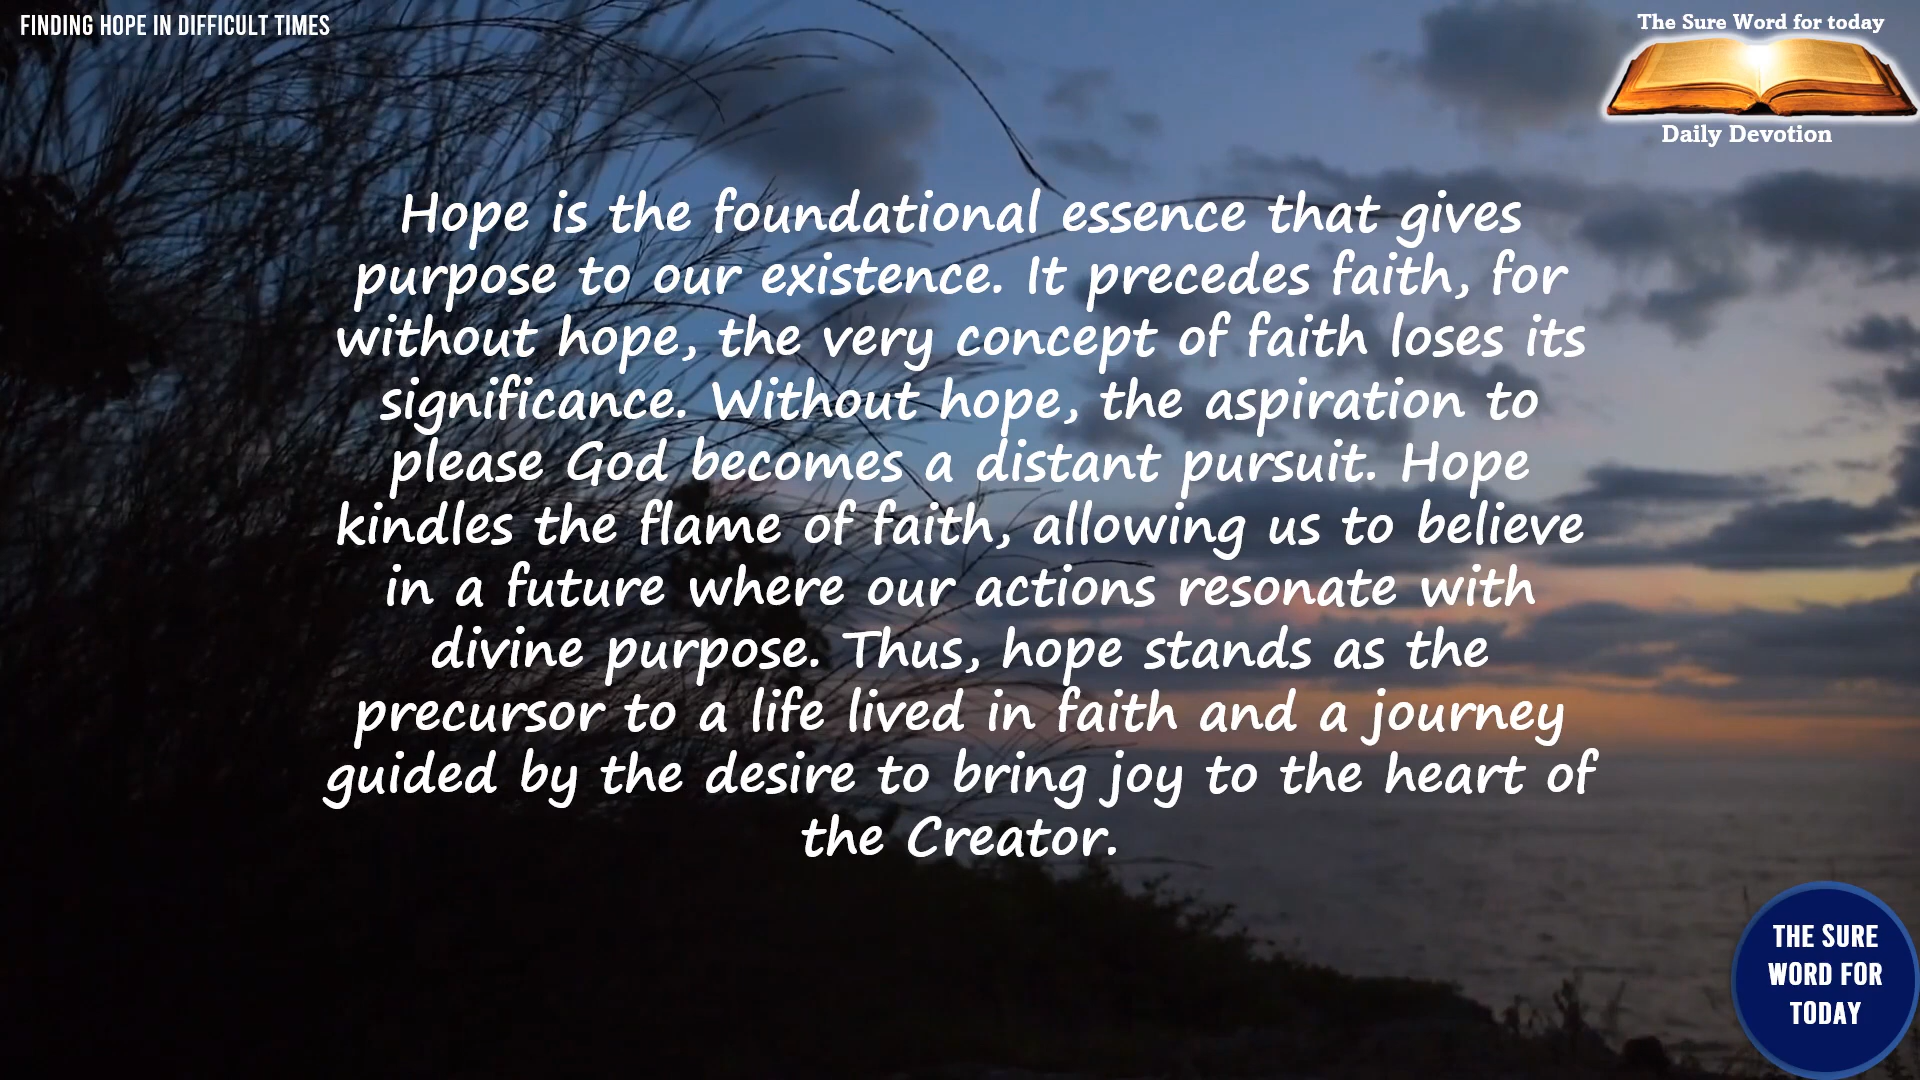 FINDING HOPE IN DIFFICULT TIMES
The Sure Word for today
Daily Devotion
Hope is the foundational essence that gives
purpose to our existence. It precedes faith, for
without hope, the very concept of faith loses its
significance. Without hope, the aspiration to
please God becomes a distant pursuit. Hope
kindles the flame of faith, allowing us to believe
in a future where our actions resonate with
divine purpose. Thus, hope stands as the
precursor to a life lived in faith and a journey
guided by the desire to bring joy to the heart of
the Creator.
THE SURE
WORD FOR
TODAY